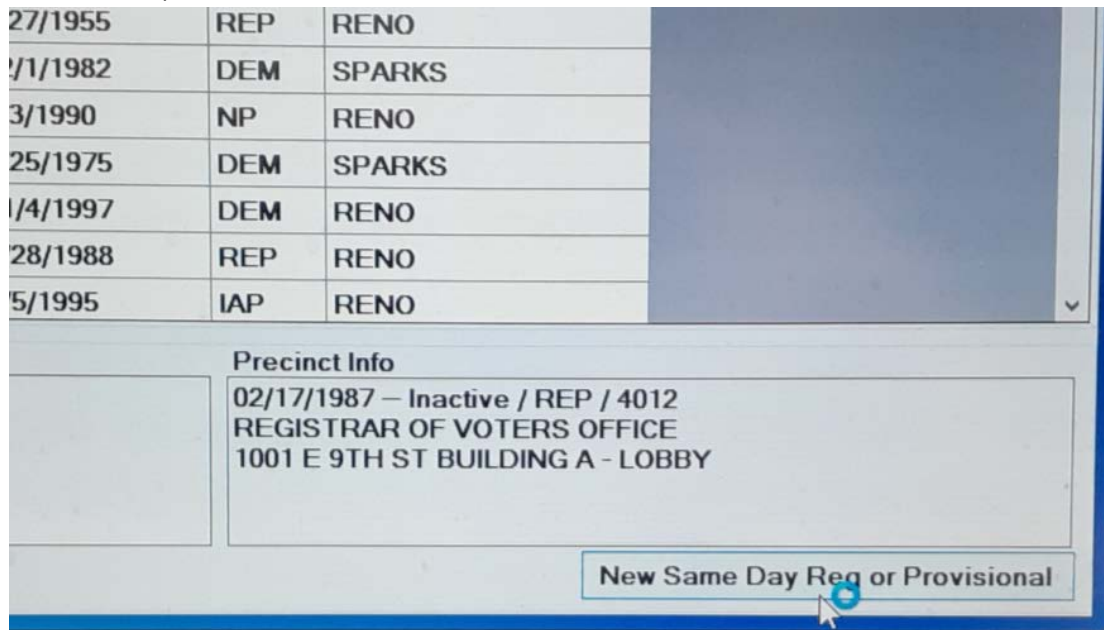 27/1955 REP RENO
/1/1982 DEM SPARKS
3/1990 NP RENO
25/1975 DEM SPARKS
/4/1997 DEM RENO
28/1988 REP RENO
5/1995 IAP RENO
Precinct Info
02/17/1987 – Inactive / REP / 4012
REGISTRAR OF VOTERS OFFICE
1001 E 9TH ST BUILDING A - LOBBY
New Same Day Reg or Provisional